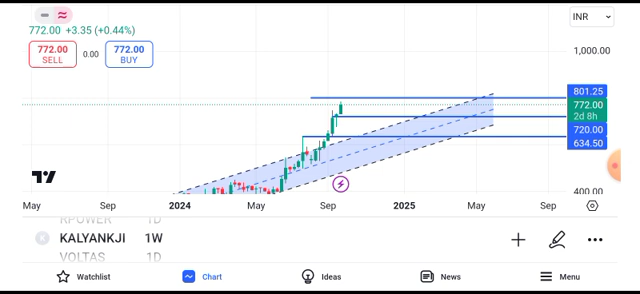 INR
772.00 +3.35 (+0.44%)
772.00 SELL 0.00 772.00 BUY
1,000.00
801.25
772.00
2d 8h
720.00
634.50
400.00
May Sep 2024 May Sep 2025 May Sep
RPOWER 1D
K KALYANKJI 1W
VOLTAS 1D
Watchlist Chart Ideas News Menu